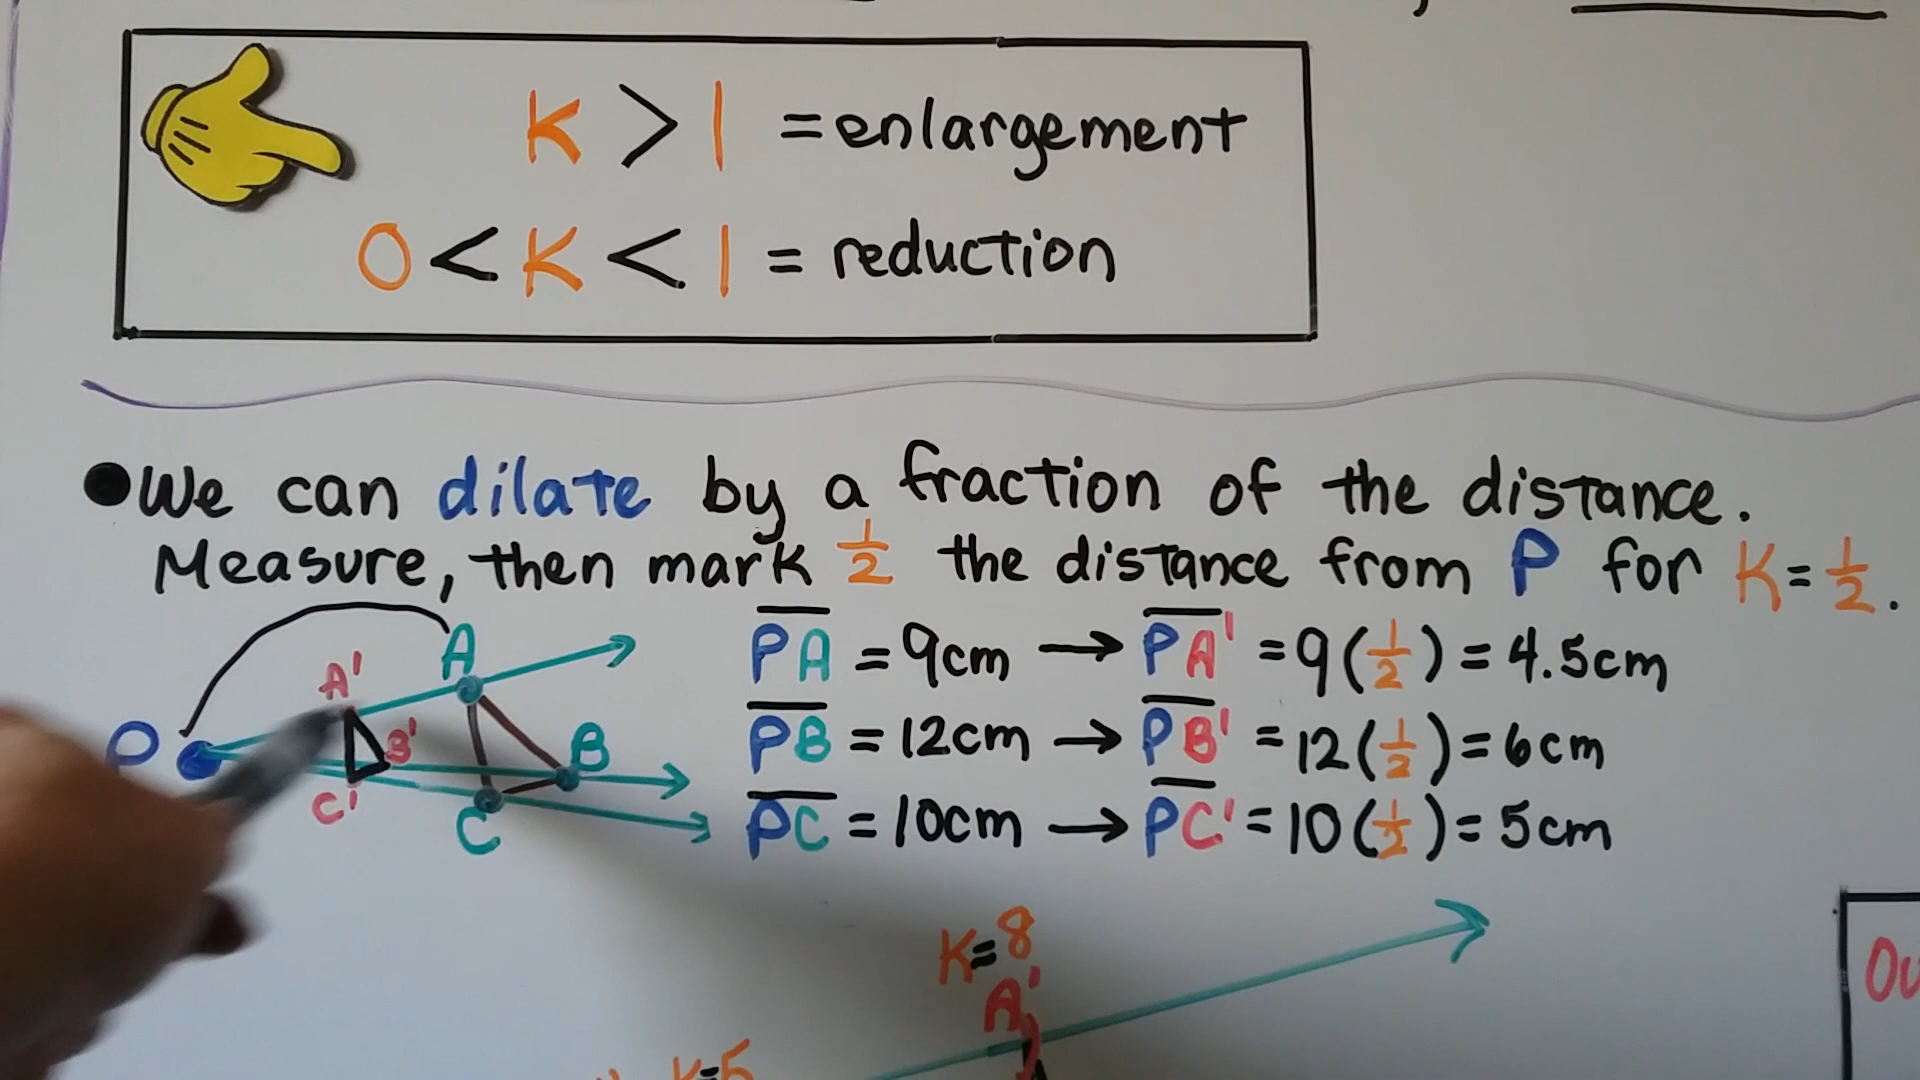 K > 1 = enlargement
0 < K < 1 = reduction
●We can dilate by a fraction of the distance.
Measure, then mark 1/2 the distance from P for K = 1/2.
P A' B' C' A B C
PA = 9cm → PA' = 9(1/2) = 4.5cm
PB = 12cm → PB' = 12(1/2) = 6cm
PC = 10cm → PC' = 10(1/2) = 5cm
K=8
A'
K=5